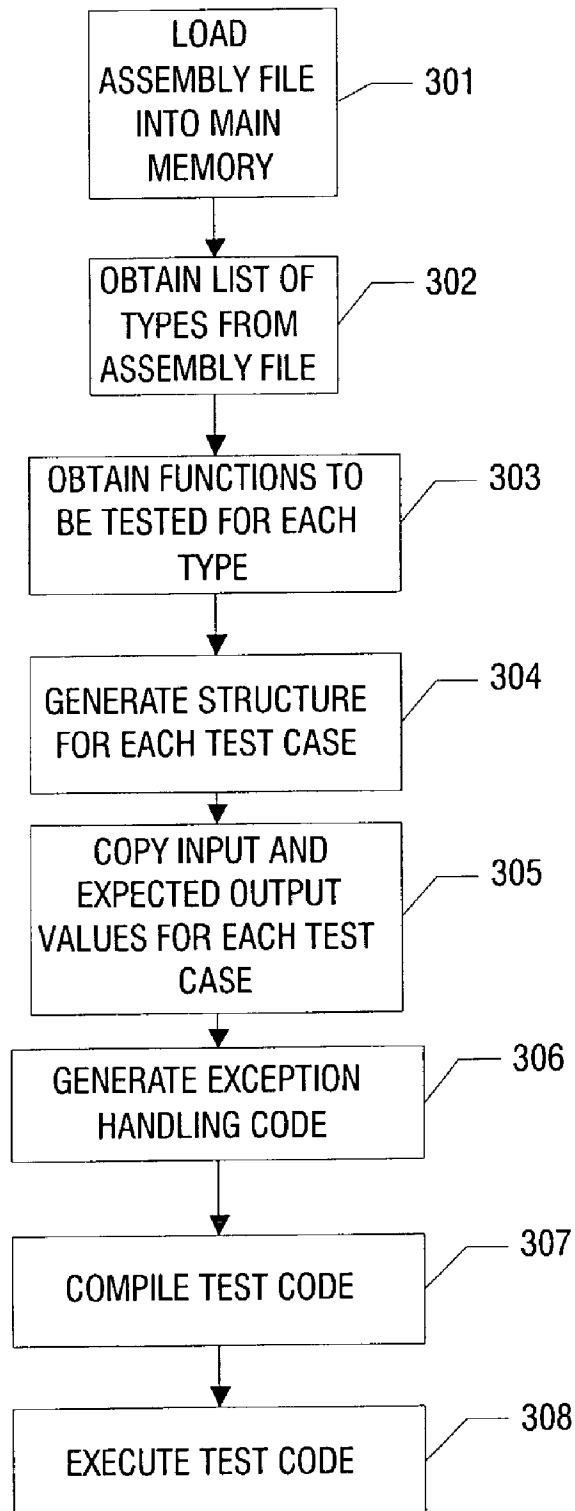 LOAD
ASSEMBLY FILE
INTO MAIN
MEMORY
301
OBTAIN LIST OF
TYPES FROM
ASSEMBLY FILE
302
OBTAIN FUNCTIONS TO
BE TESTED FOR EACH
TYPE
303
GENERATE STRUCTURE
FOR EACH TEST CASE
304
COPY INPUT AND
EXPECTED OUTPUT
VALUES FOR EACH TEST
CASE
305
GENERATE EXCEPTION
HANDLING CODE
306
COMPILE TEST CODE
307
EXECUTE TEST CODE
308